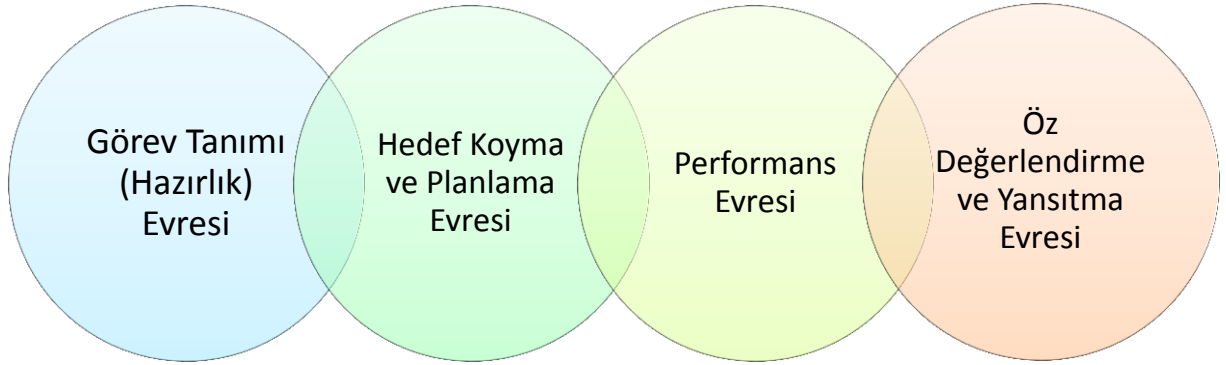 Görev Tanımı
(Hazırlık)
Evresi
Hedef Koyma
ve Planlama
Evresi
Performans
Evresi
Öz
Değerlendirme
ve Yansıtma
Evresi